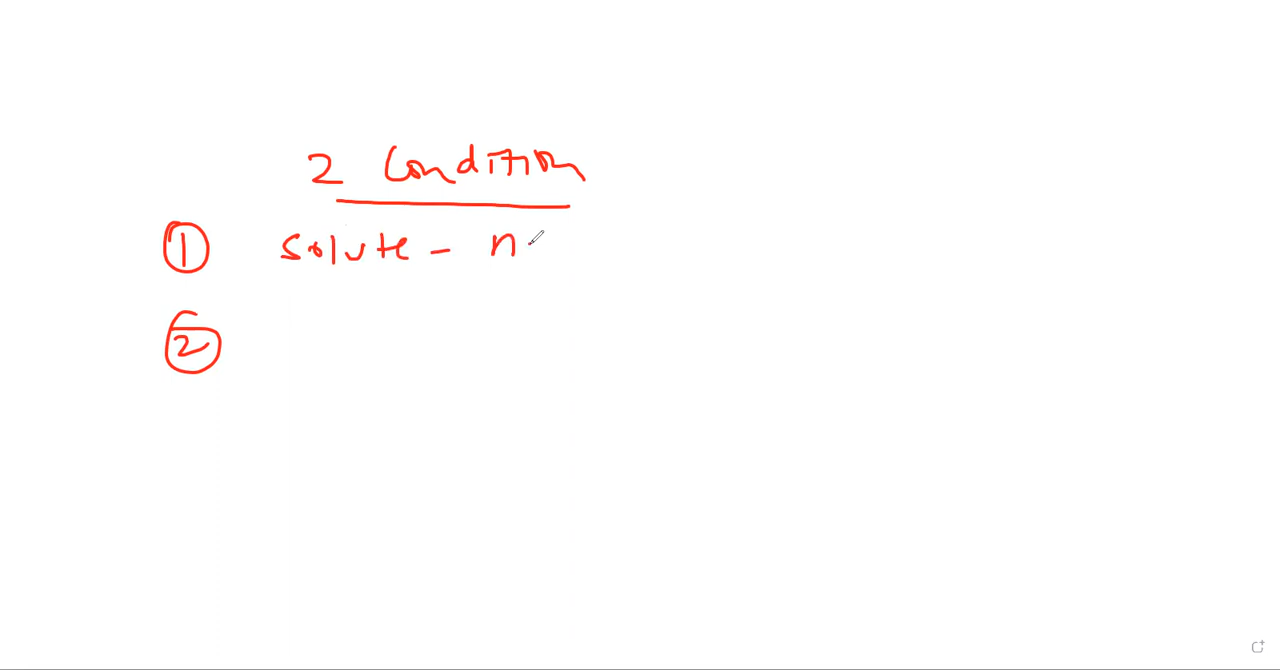 2 Condition
① solute - n
②